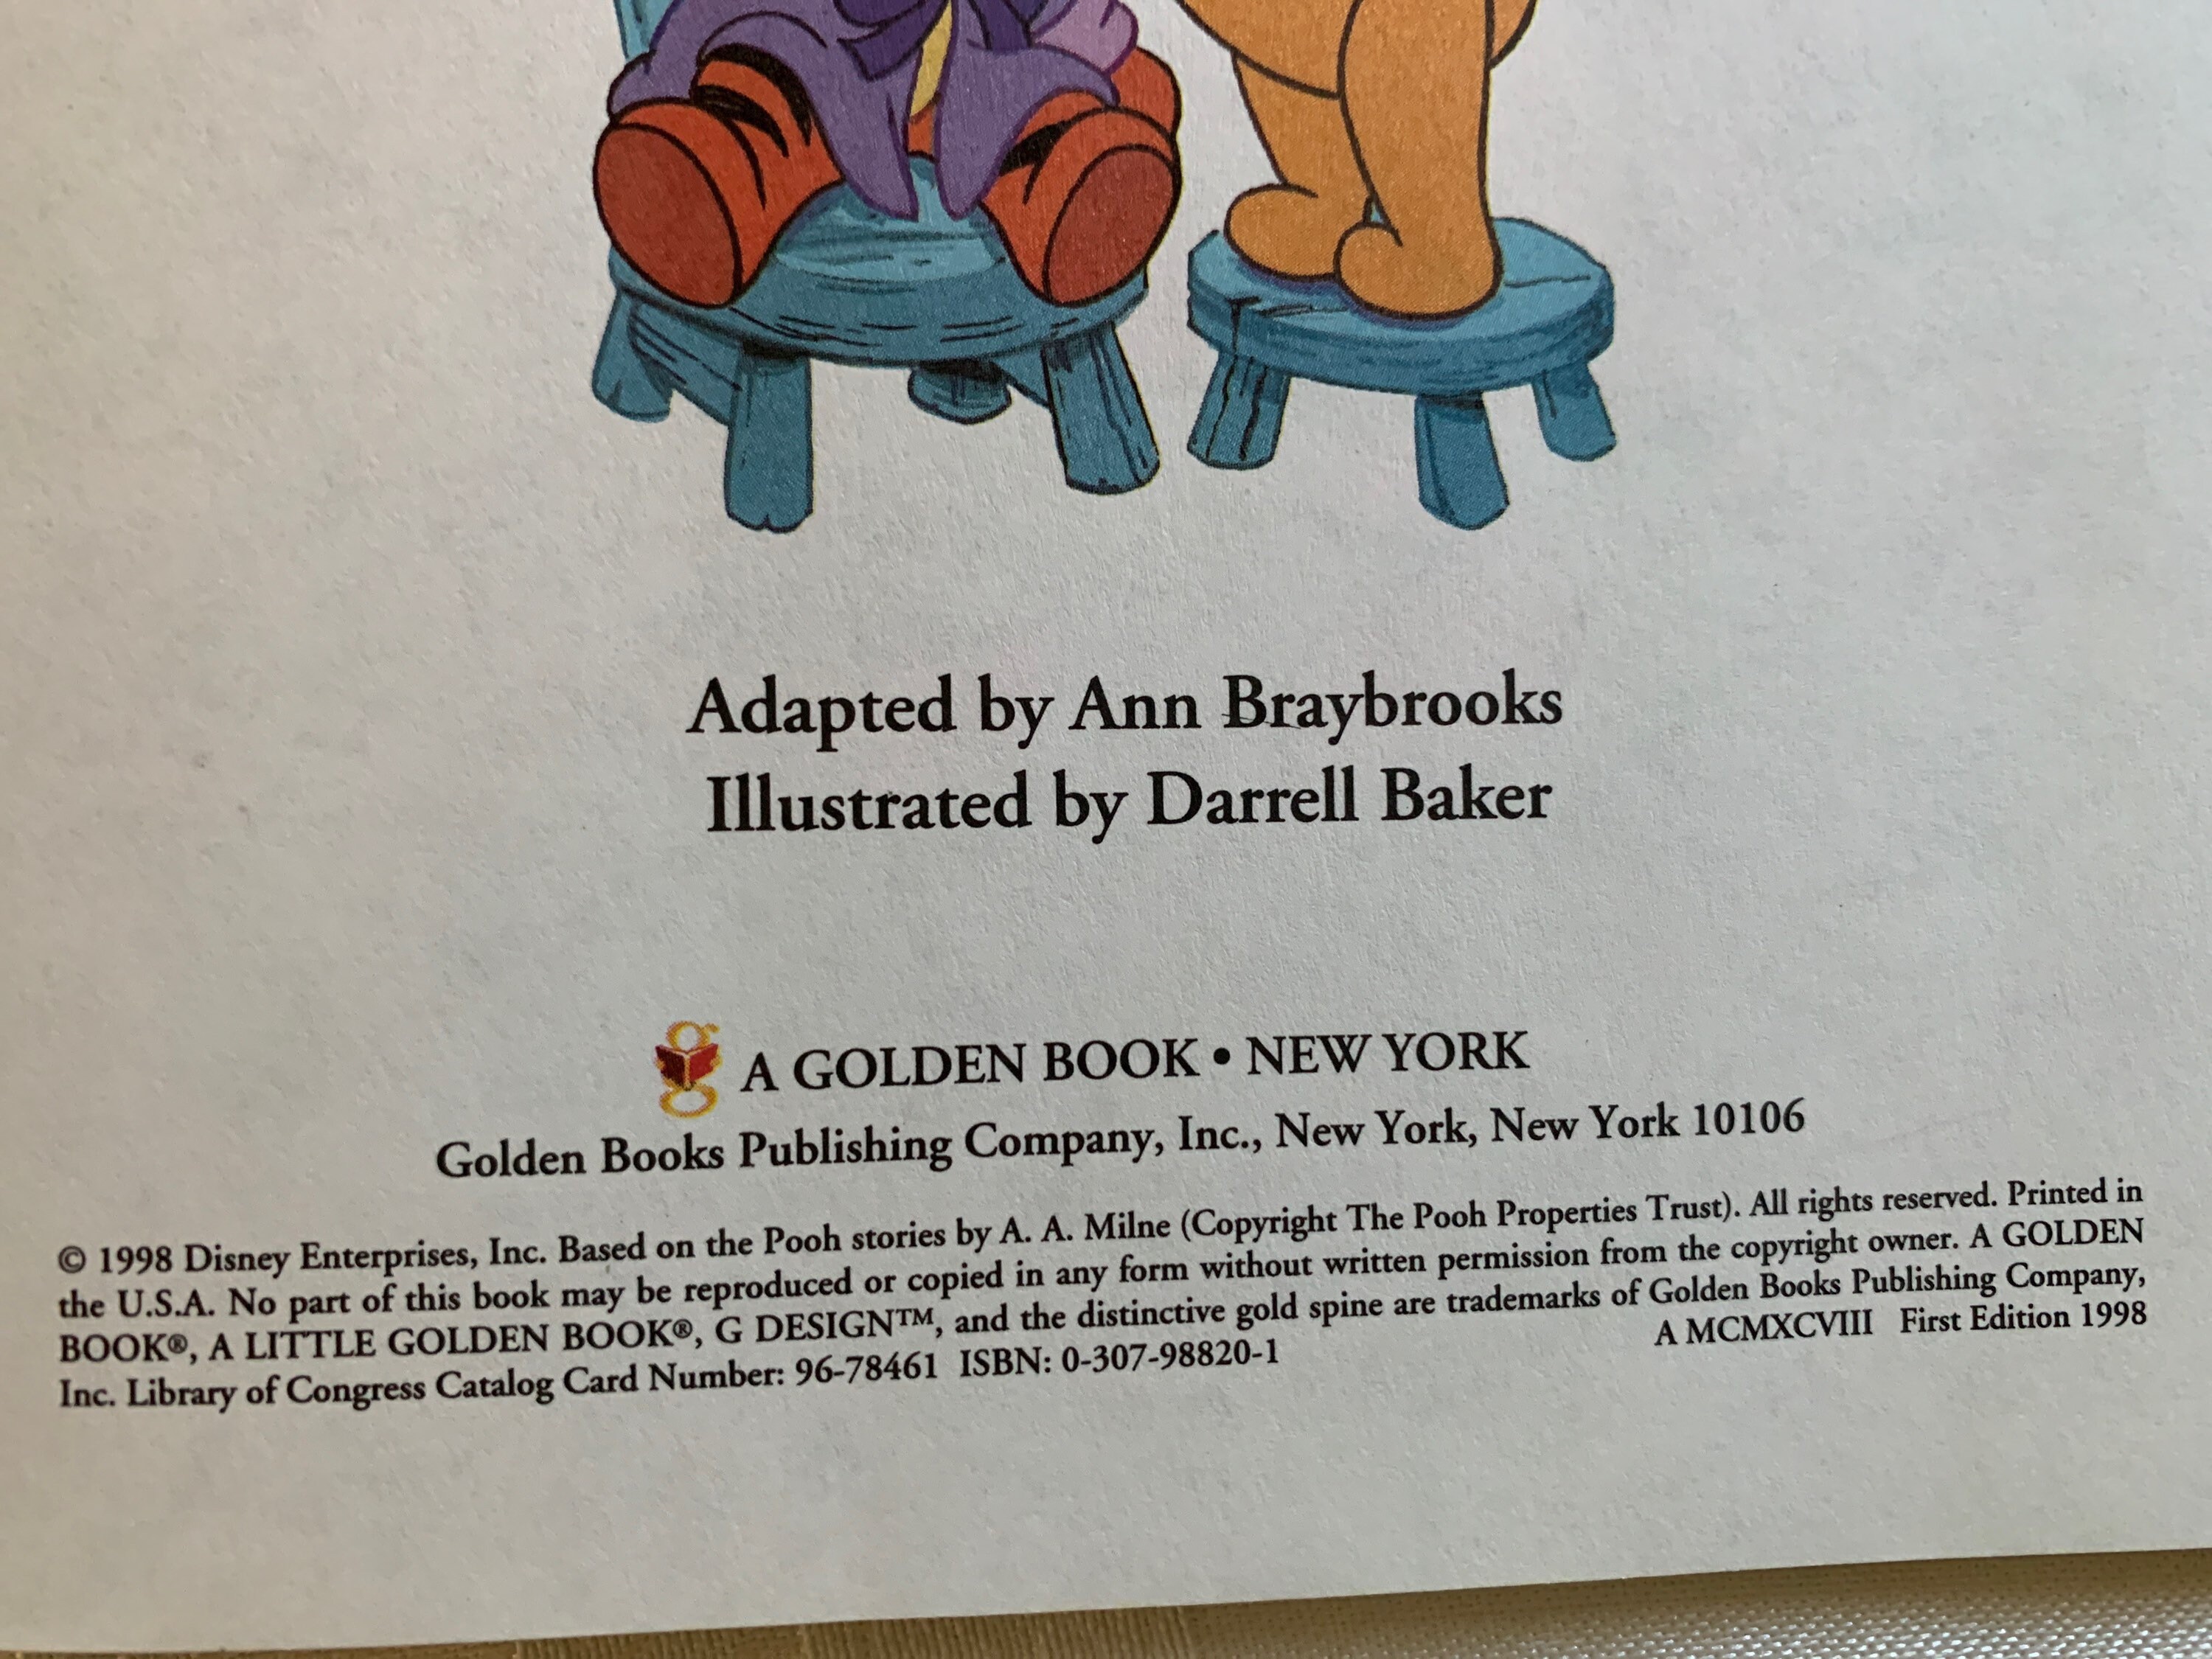 Adapted by Ann Braybrooks
Illustrated by Darrell Baker
A GOLDEN BOOK • NEW YORK
Golden Books Publishing Company, Inc., New York, New York 10106
© 1998 Disney Enterprises, Inc. Based on the Pooh stories by A. A. Milne (Copyright The Pooh Properties Trust). All rights reserved. Printed in
the U.S.A. No part of this book may be reproduced or copied in any form without written permission from the copyright owner. A GOLDEN
BOOK®, A LITTLE GOLDEN BOOK®, G DESIGN™, and the distinctive gold spine are trademarks of Golden Books Publishing Company,
Inc. Library of Congress Catalog Card Number: 96-78461 ISBN: 0-307-98820-1 A MCMXCVIII First Edition 1998